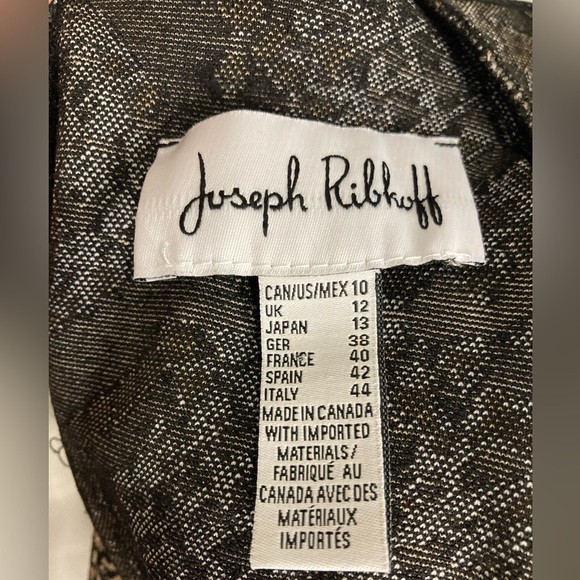 Joseph Ribkoff
CAN/US/MEX 10
UK 12
JAPAN 13
GER 38
FRANCE 40
SPAIN 42
ITALY 44
MADE IN CANADA
WITH IMPORTED
MATERIALS/
FABRIQUÉ AU
CANADA AVEC DES
MATÉRIAUX
IMPORTÉS